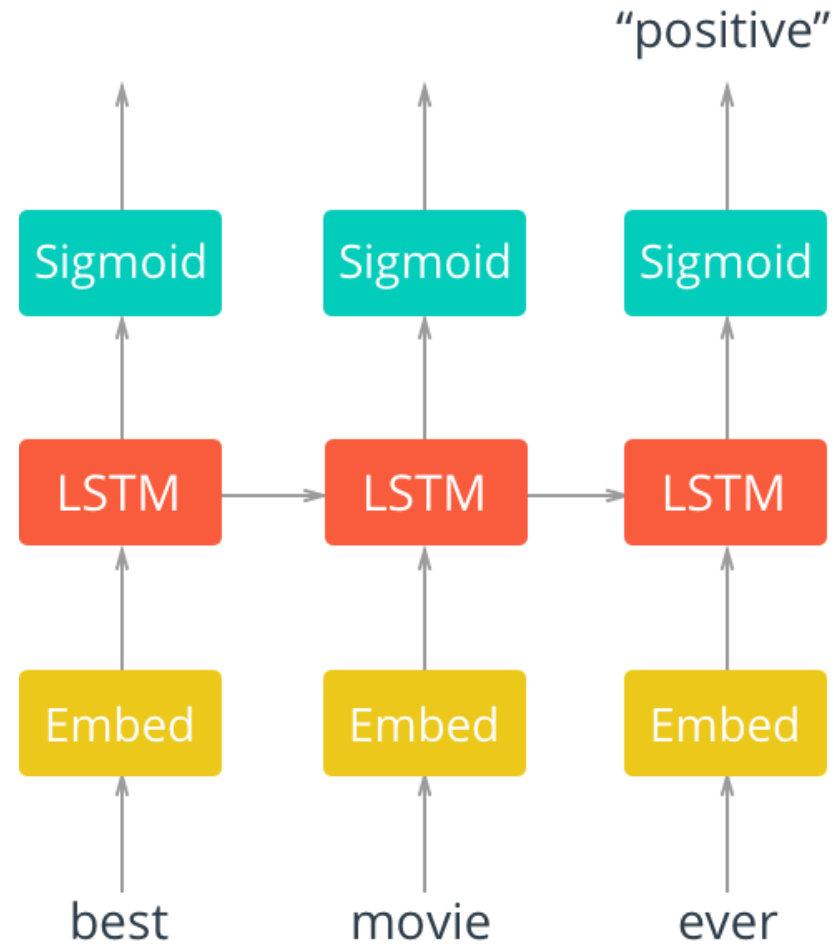 “positive”
Sigmoid Sigmoid Sigmoid
LSTM LSTM LSTM
Embed Embed Embed
best movie ever